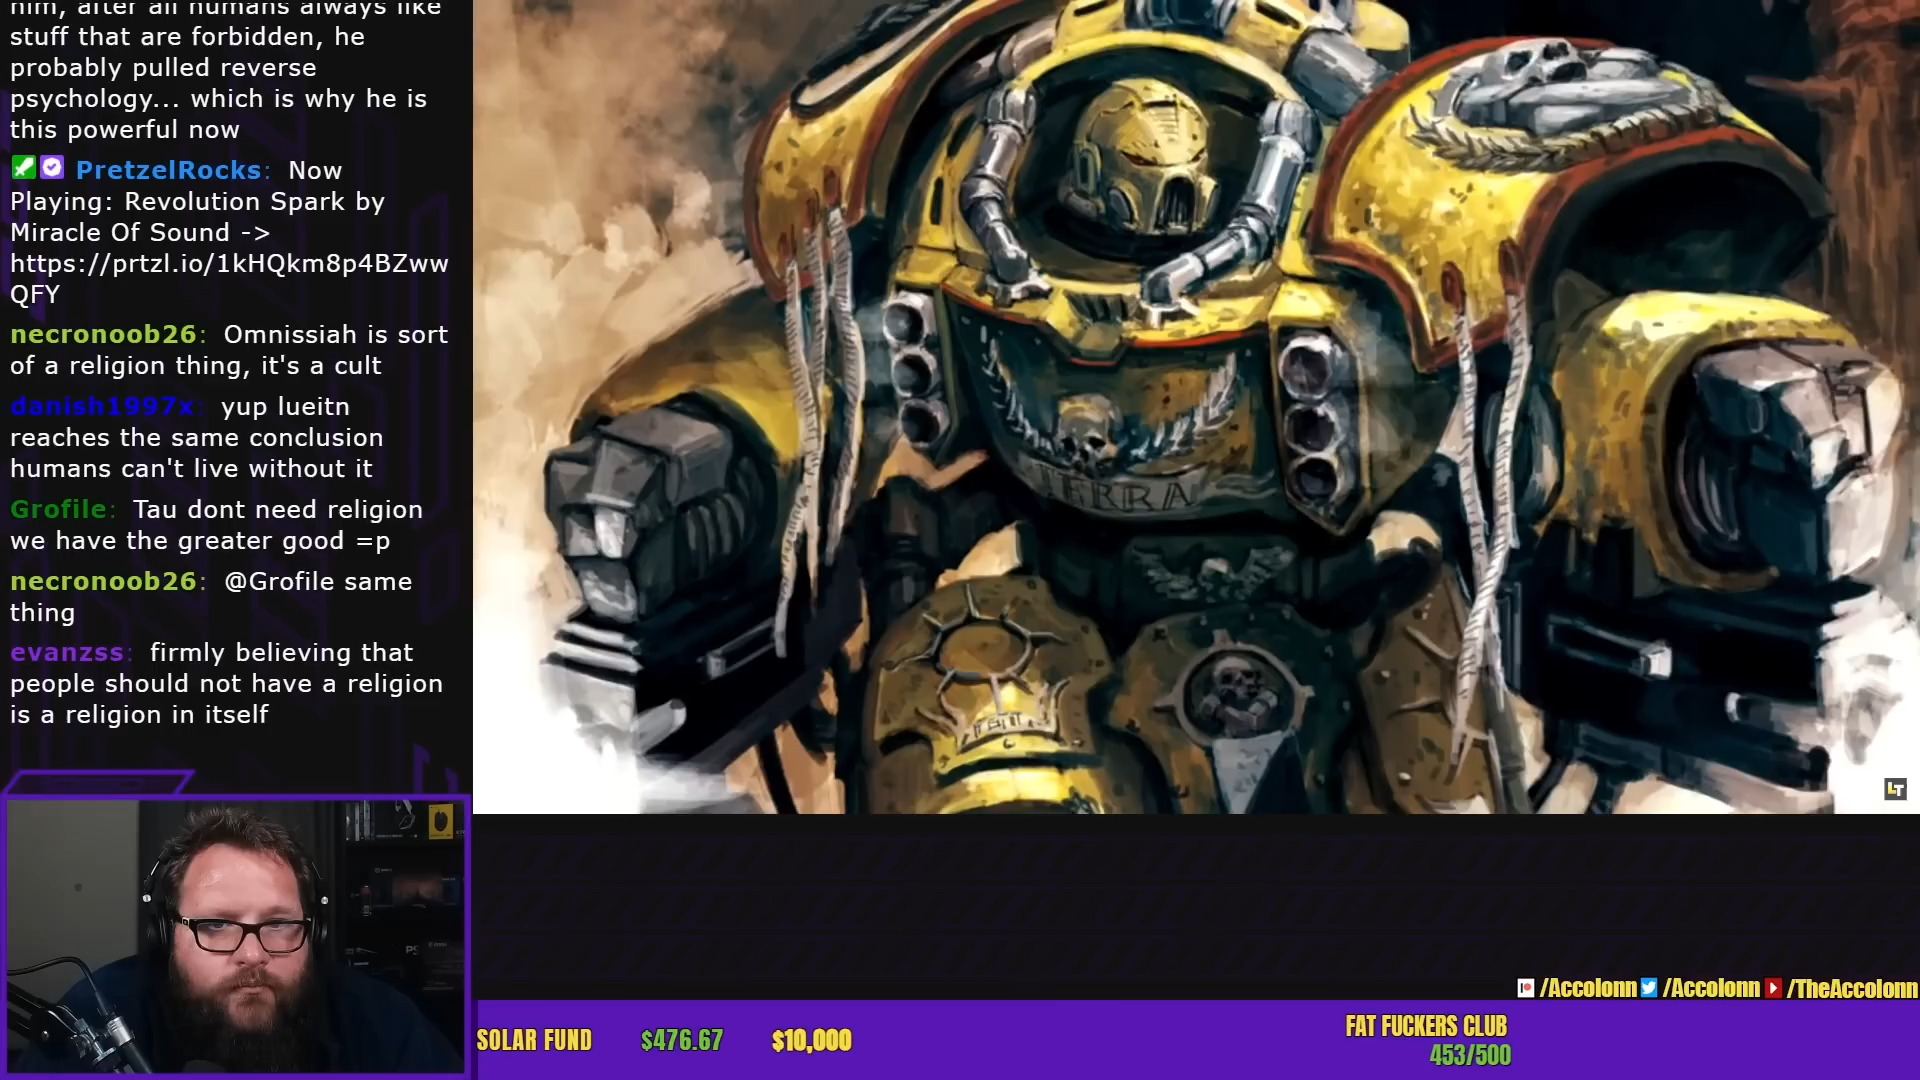 him, after all humans always like
stuff that are forbidden, he
probably pulled reverse
psychology... which is why he is
this powerful now
PretzelRocks: Now
Playing: Revolution Spark by
Miracle Of Sound ->
https://prtzl.io/1kHQkm8p4BZww
QFY
necronoob26: Omnissiah is sort
of a religion thing, it's a cult
danish1997x: yup lueitn
reaches the same conclusion
humans can't live without it
Grofile: Tau dont need religion
we have the greater good =p
necronoob26: @Grofile same
thing
evanzss: firmly believing that
people should not have a religion
is a religion in itself
TERRA
LT
/Accolonn /Accolonn /TheAccolonn
SOLAR FUND $476.67 $10,000
FAT FUCKERS CLUB
453/500